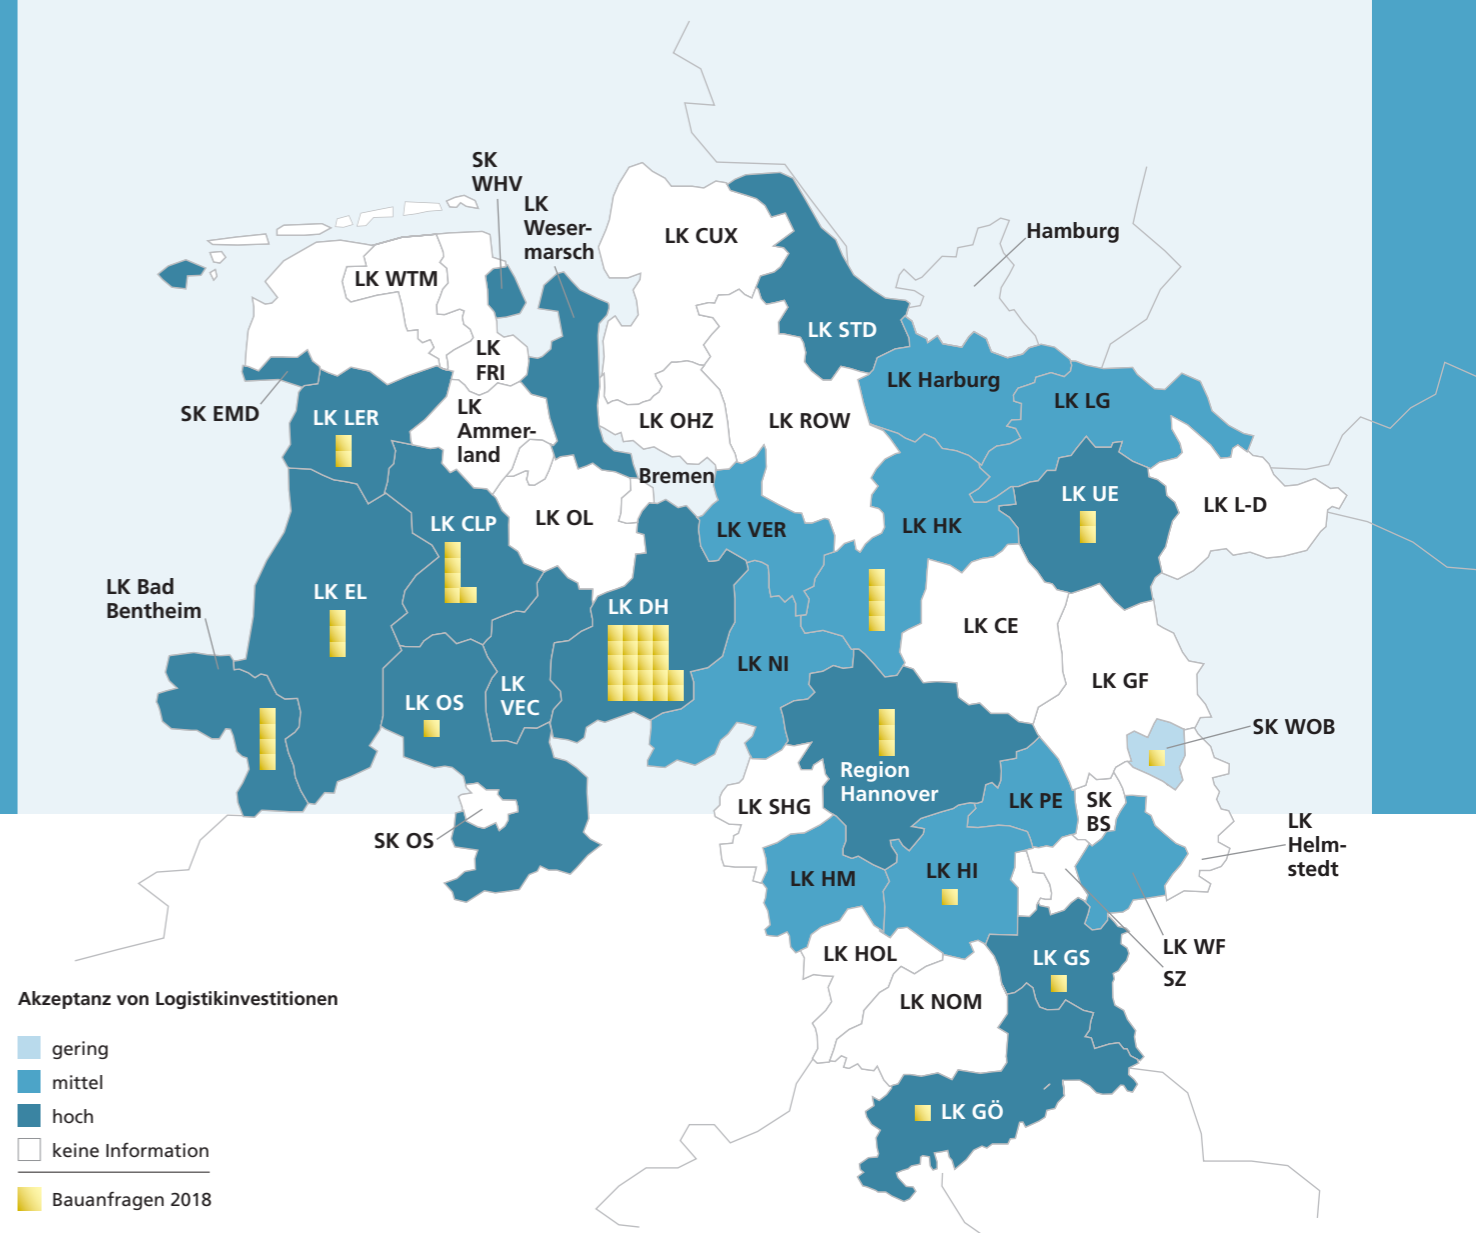 SK
WHV
LK
Weser-
marsch
LK CUX
Hamburg
LK WTM
LK STD
LK
FRI
LK Harburg
LK LG
SK EMD
LK LER
LK
Ammer-
land
LK OHZ
LK ROW
Bremen
LK UE
LK L-D
LK CLP
LK OL
LK VER
LK HK
LK Bad
Bentheim
LK EL
LK DH
LK CE
LK NI
LK GF
LK OS
LK
VEC
SK WOB
Region
Hannover
LK SHG
LK PE
SK
BS
LK
Helm-
stedt
SK OS
LK HM
LK HI
LK WF
SZ
LK HOL
LK GS
LK NOM
LK GÖ
Akzeptanz von Logistikinvestitionen
gering
mittel
hoch
keine Information
Bauanfragen 2018